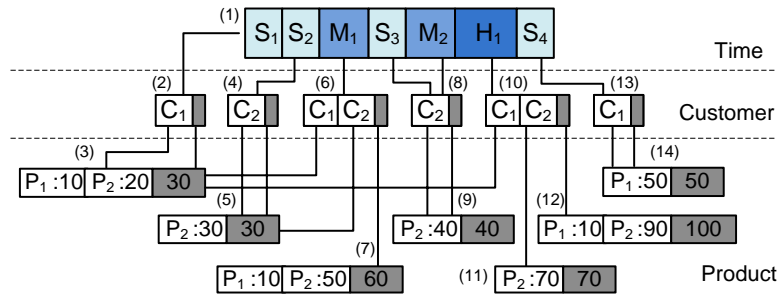 (1) S₁ S₂ M₁ S₃ M₂ H₁ S₄
Time
(2) (4) (6) (8) (10) (13)
C₁ C₂ C₁ C₂ C₂ C₁ C₂ C₁
Customer
(3) (14)
P₁ :10 P₂ :20 30 P₁ :50 50
(5) (9) (12)
P₂ :30 30 P₂ :40 40 P₁ :10 P₂ :90 100
(7) (11)
P₁ :10 P₂ :50 60 P₂ :70 70
Product